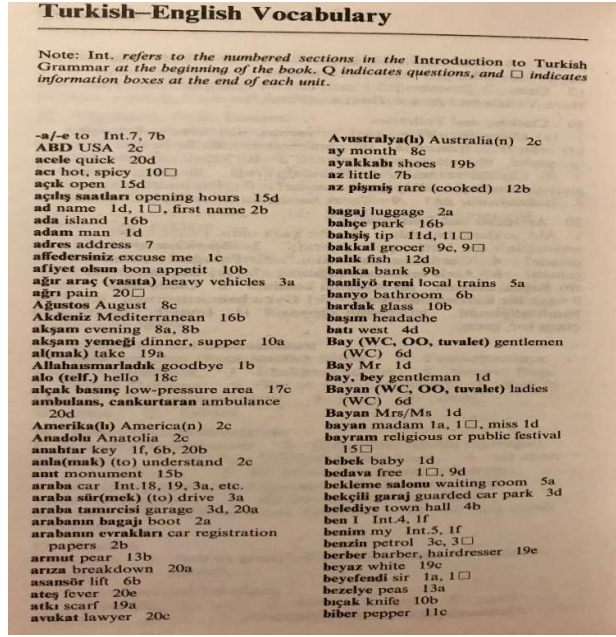 Turkish–English Vocabulary
Note: Int. refers to the numbered sections in the Introduction to Turkish
Grammar at the beginning of the book. Q indicates questions, and □ indicates
information boxes at the end of each unit.
-a/-e to Int.7, 7b
ABD USA 2c
acele quick 20d
acı hot, spicy 10□
açık open 15d
açılış saatları opening hours 15d
ad name 1d, 1□, first name 2b
ada island 16b
adam man 1d
adres address 7
affedersiniz excuse me 1c
afiyet olsun bon appetit 10b
ağır araç (vasıta) heavy vehicles 3a
ağrı pain 20□
Ağustos August 8c
Akdeniz Mediterranean 16b
akşam evening 8a, 8b
akşam yemeği dinner, supper 10a
al(mak) take 19a
Allahaısmarladık goodbye 1b
alo (telf.) hello 18c
alçak basınç low-pressure area 17c
ambulans, cankurtaran ambulance
20d
Amerika(lı) America(n) 2c
Anadolu Anatolia 2c
anahtar key 1f, 6b, 20b
anla(mak) (to) understand 2c
anıt monument 15b
araba car Int.18, 19, 3a, etc.
araba sür(mek) (to) drive 3a
araba tamırcisi garage 3d, 20a
arabanın bagajı boot 2a
arabanın evrakları car registration
papers 2b
armut pear 13b
arıza breakdown 20a
asansör lift 6b
ateş fever 20e
atkı scarf 19a
avukat lawyer 20c
Avustralya(lı) Australia(n) 2c
ay month 8c
ayakkabı shoes 19b
az little 7b
az pişmiş rare (cooked) 12b
bagaj luggage 2a
bahçe park 16b
bahşiş tip 11d, 11□
bakkal grocer 9c, 9□
balık fish 12d
banka bank 9b
banliyö treni local trains 5a
banyo bathroom 6b
bardak glass 10b
başım headache
batı west 4d
Bay (WC, OO, tuvalet) gentlemen
(WC) 6d
Bay Mr 1d
bay, bey gentleman 1d
Bayan (WC, OO, tuvalet) ladies
(WC) 6d
Bayan Mrs/Ms 1d
bayan madam 1a, 1□, miss 1d
bayram religious or public festival
15□
bebek baby 1d
bedava free 1□, 9d
bekleme salonu waiting room 5a
bekçili garaj guarded car park 3d
belediye town hall 4b
ben I Int.4, 1f
benim my Int.5, 1f
benzin petrol 3c, 3□
berber barber, hairdresser 19e
beyaz white 19c
beyefendi sir 1a, 1□
bezelye peas 13a
bıçak knife 10b
biber pepper 11c